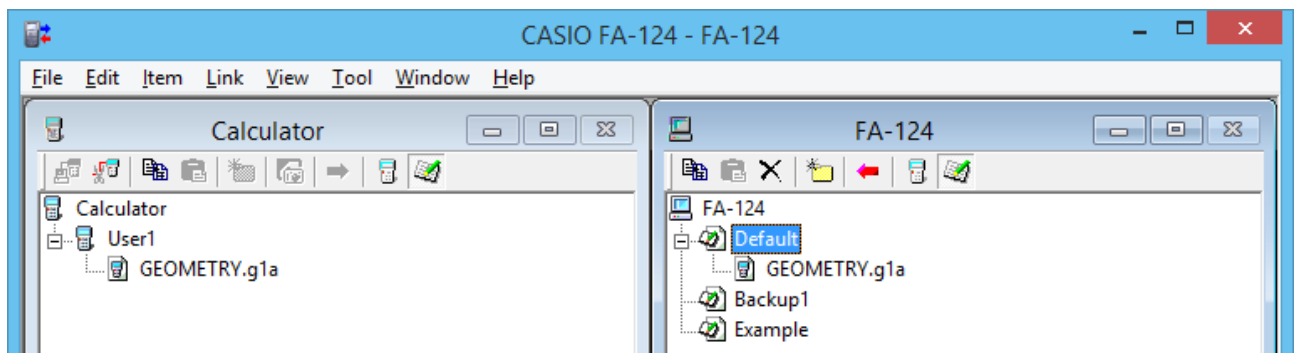 CASIO FA-124 - FA-124
File Edit Item Link View Tool Window Help
Calculator
FA-124
Calculator
User1
GEOMETRY.g1a
FA-124
Default
GEOMETRY.g1a
Backup1
Example